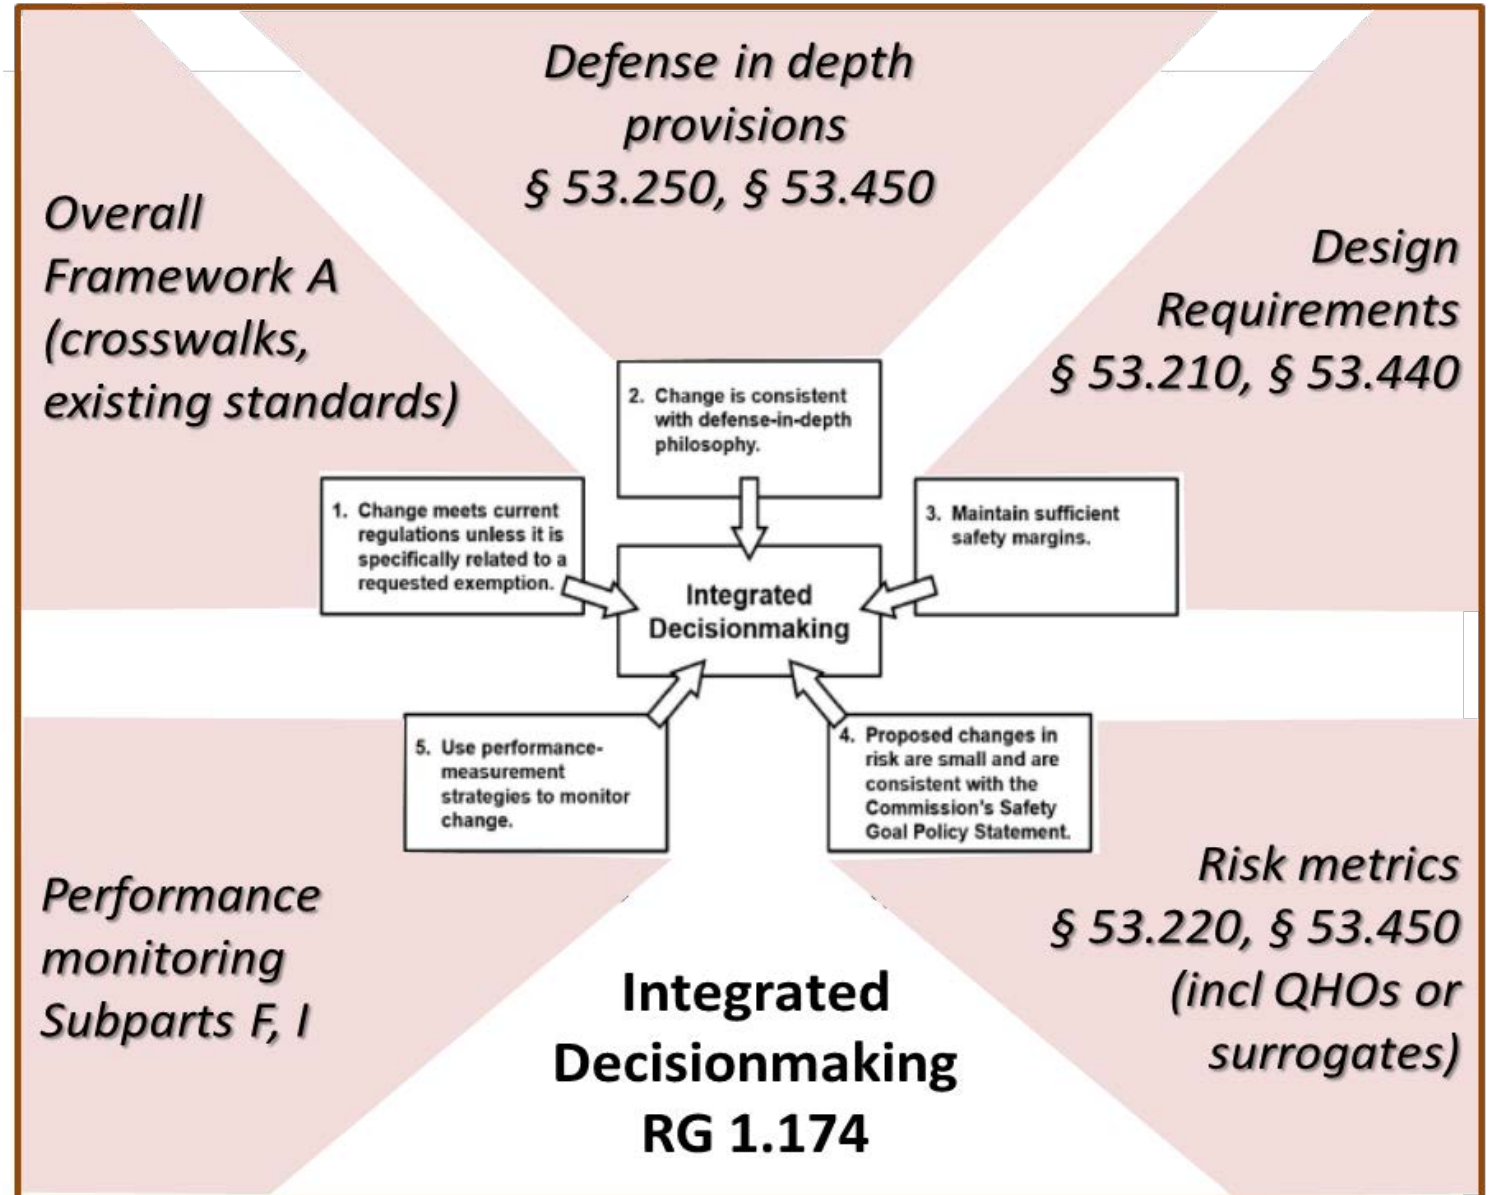 Defense in depth
provisions
§ 53.250, § 53.450
Overall
Framework A
(crosswalks,
existing standards)
Design
Requirements
§ 53.210, § 53.440
2. Change is consistent
with defense-in-depth
philosophy.
1. Change meets current
regulations unless it is
specifically related to a
requested exemption.
3. Maintain sufficient
safety margins.
Integrated
Decisionmaking
5. Use performance-
measurement
strategies to monitor
change.
4. Proposed changes in
risk are small and are
consistent with the
Commission's Safety
Goal Policy Statement.
Performance
monitoring
Subparts F, I
Risk metrics
§ 53.220, § 53.450
(incl QHOs or
surrogates)
Integrated
Decisionmaking
RG 1.174